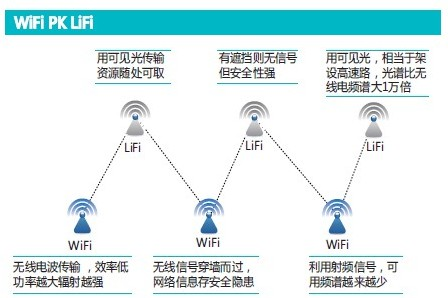 WiFi PK LiFi
用可见光传输
资源随处可取
有遮挡则无信号
但安全性强
用可见光，相当于架
设高速路，光谱比无
线电频谱大1万倍
LiFi
LiFi
LiFi
WiFi
WiFi
WiFi
无线电波传输，效率低
功率越大辐射越强
无线信号穿墙而过，
网络信息存安全隐患
利用射频信号，可
用频谱越来越少